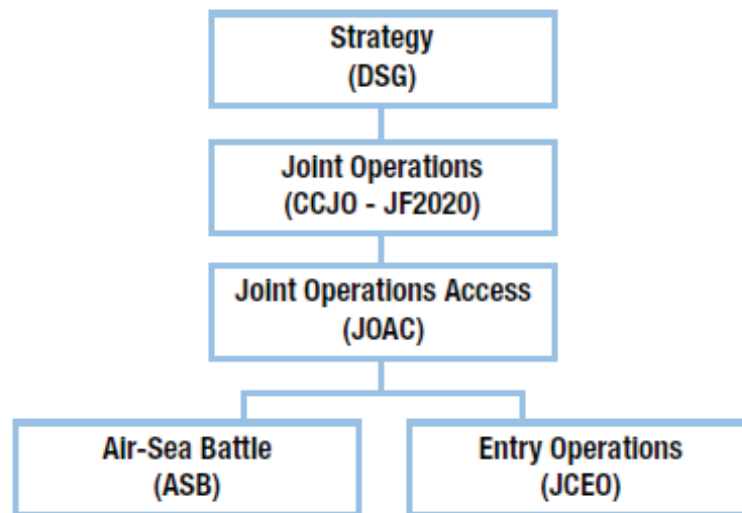 Strategy
(DSG)
Joint Operations
(CCJO - JF2020)
Joint Operations Access
(JOAC)
Air-Sea Battle
(ASB)
Entry Operations
(JCEO)